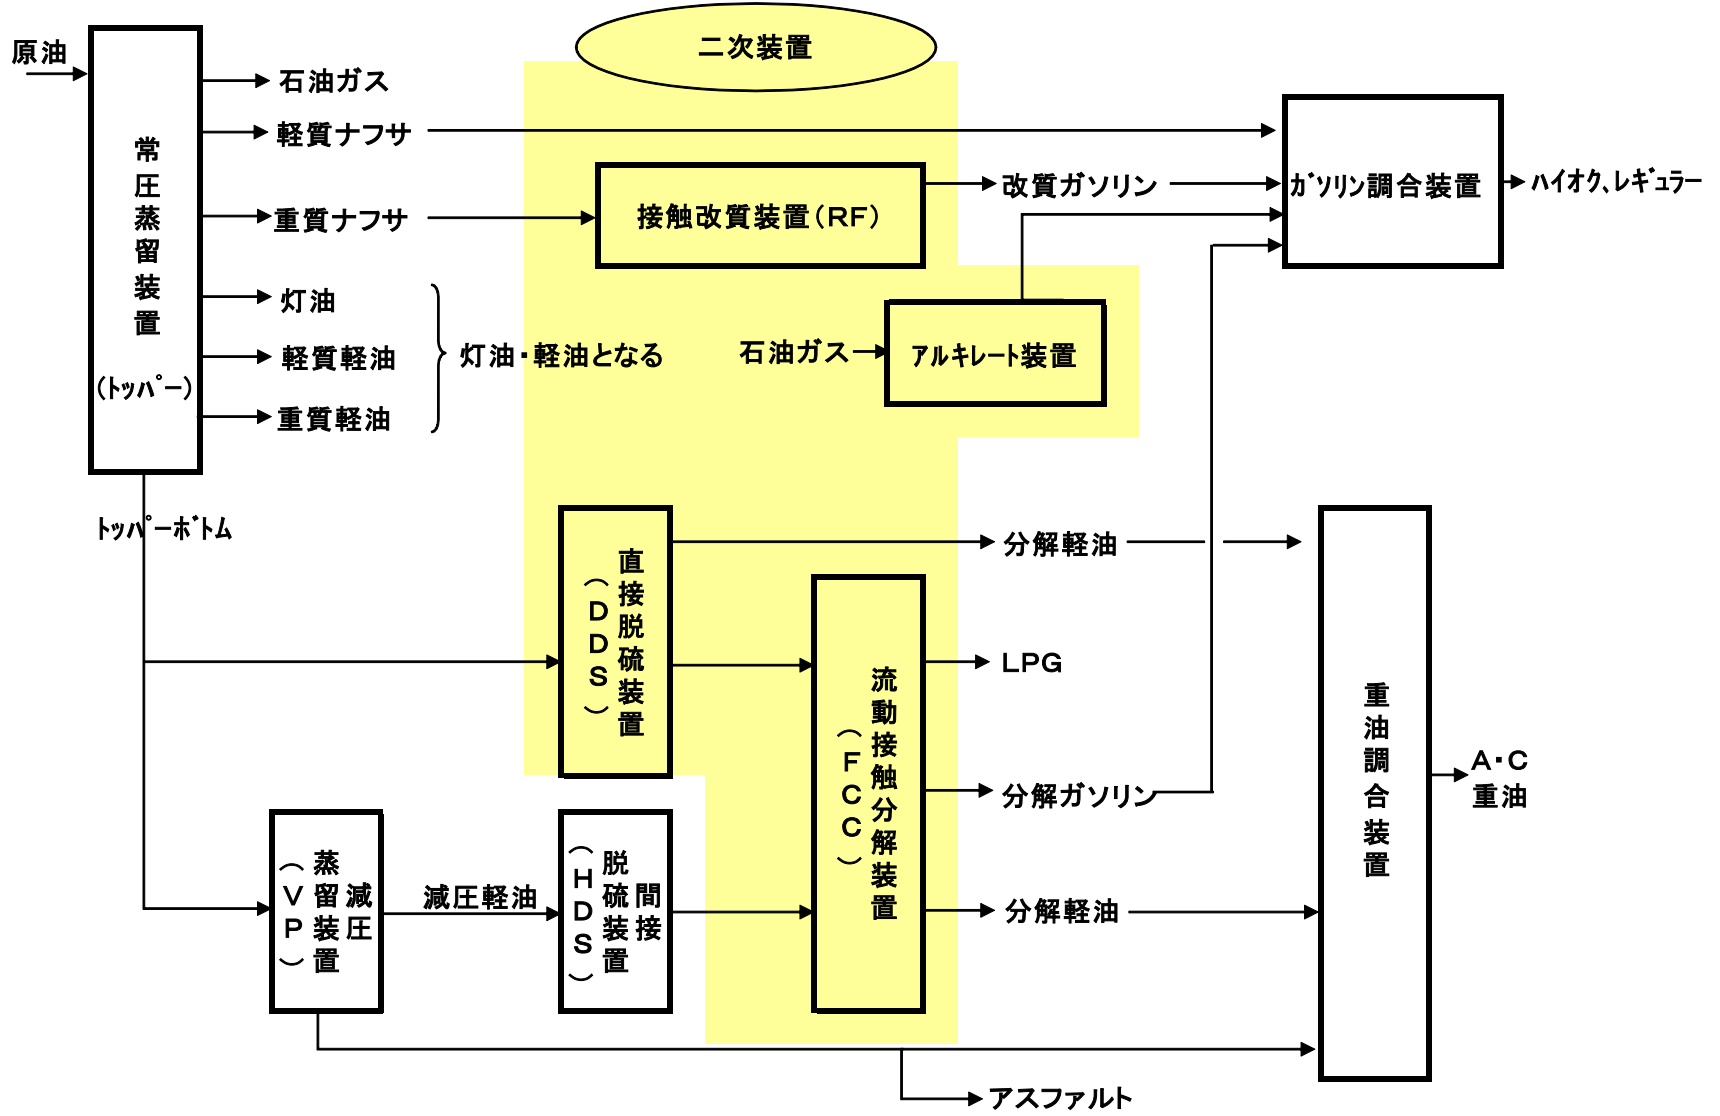 二次装置
原油
常圧蒸留装置
(ﾄｯﾊﾟｰ)
石油ガス
軽質ナフサ
重質ナフサ
灯油
軽質軽油
重質軽油
灯油・軽油となる
接触改質装置(RF)
改質ガソリン
ｶﾞｿﾘﾝ調合装置
ﾊｲｵｸ、ﾚｷﾞｭﾗｰ
石油ガス
ｱﾙｷﾚｰﾄ装置
ﾄｯﾊﾟｰﾎﾞﾄﾑ
直接脱硫装置
(DDS)
分解軽油
流動接触分解装置
(FCC)
LPG
分解ガソリン
分解軽油
重油調合装置
A・C
重油
減圧
蒸留装置
(VP)
減圧軽油
間接
脱硫装置
(HDS)
アスファルト